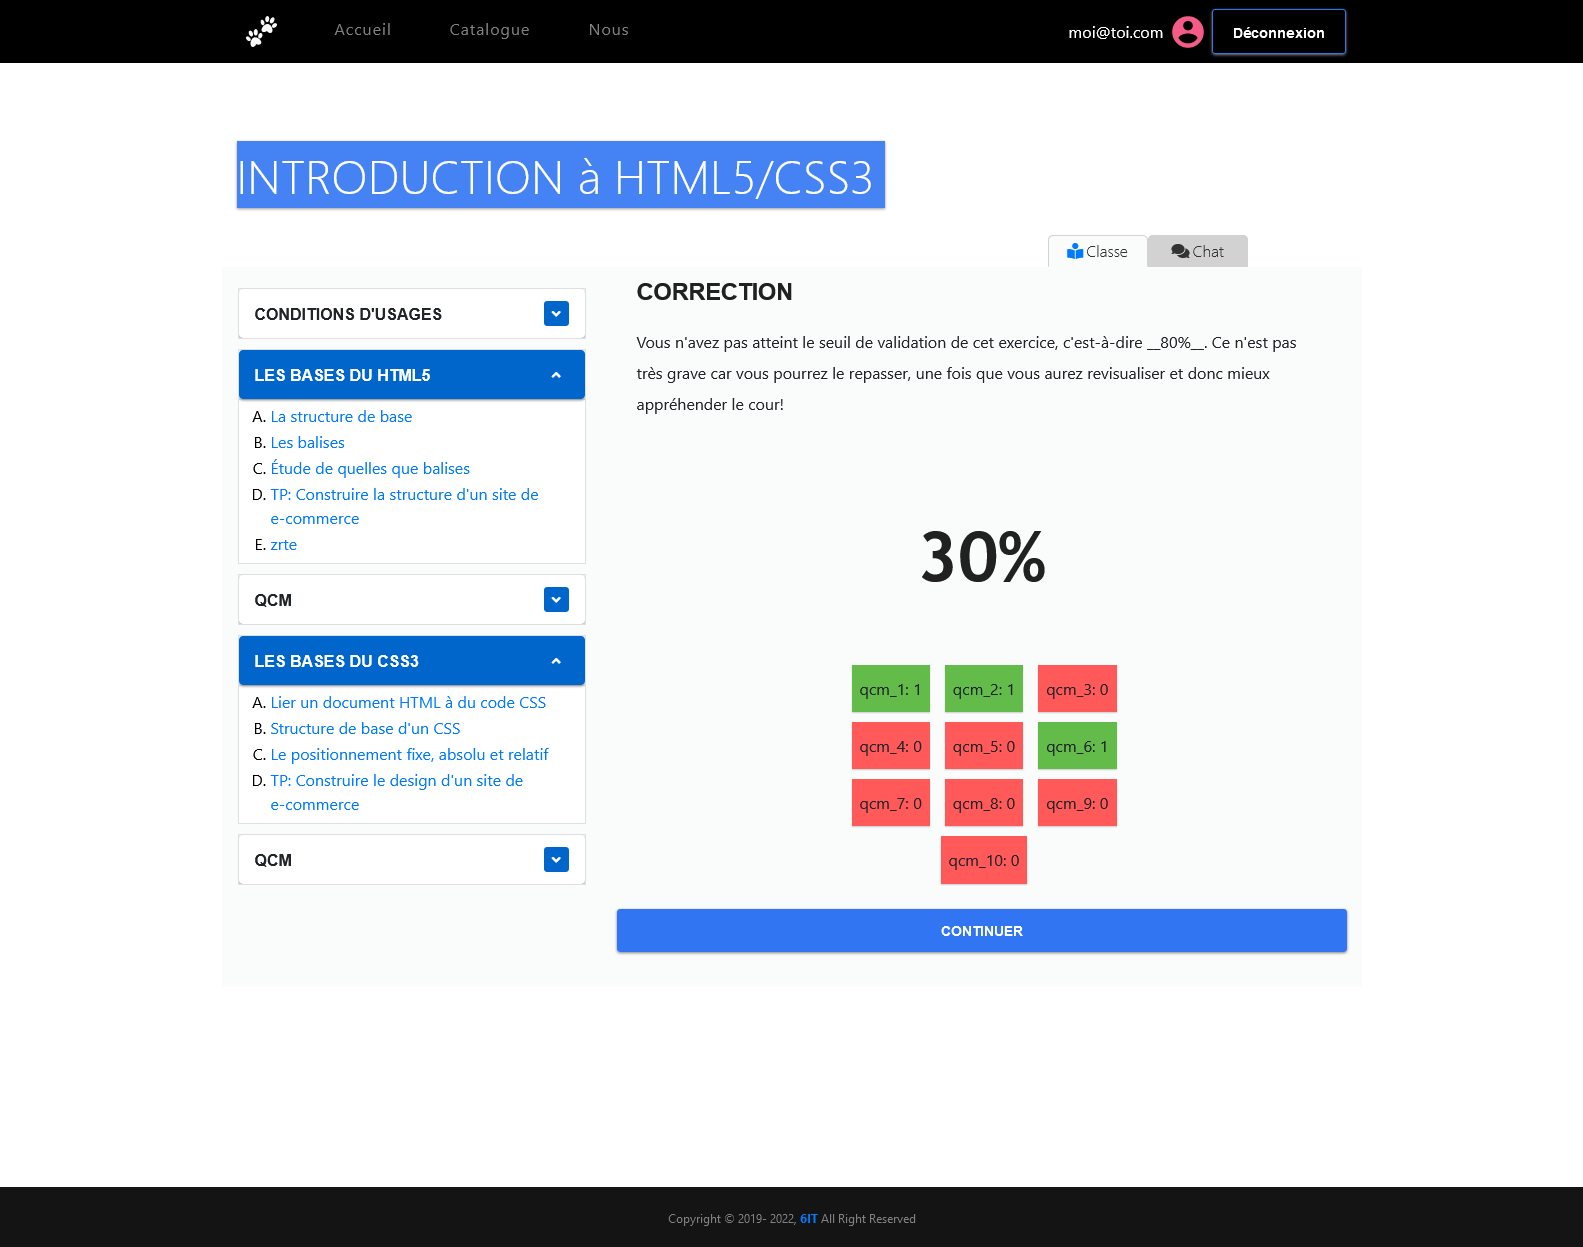 Accueil Catalogue Nous moi@toi.com Déconnexion
INTRODUCTION à HTML5/CSS3
Classe Chat
CONDITIONS D'USAGES
LES BASES DU HTML5
A. La structure de base
B. Les balises
C. Étude de quelles que balises
D. TP: Construire la structure d'un site de
e-commerce
E. zrte
QCM
LES BASES DU CSS3
A. Lier un document HTML à du code CSS
B. Structure de base d'un CSS
C. Le positionnement fixe, absolu et relatif
D. TP: Construire le design d'un site de
e-commerce
QCM
CORRECTION
Vous n'avez pas atteint le seuil de validation de cet exercice, c'est-à-dire __80%__. Ce n'est pas
très grave car vous pourrez le repasser, une fois que vous aurez revisualiser et donc mieux
appréhender le cour!
30%
qcm_1: 1 qcm_2: 1 qcm_3: 0
qcm_4: 0 qcm_5: 0 qcm_6: 1
qcm_7: 0 qcm_8: 0 qcm_9: 0
qcm_10: 0
CONTINUER
Copyright © 2019- 2022, 6IT All Right Reserved